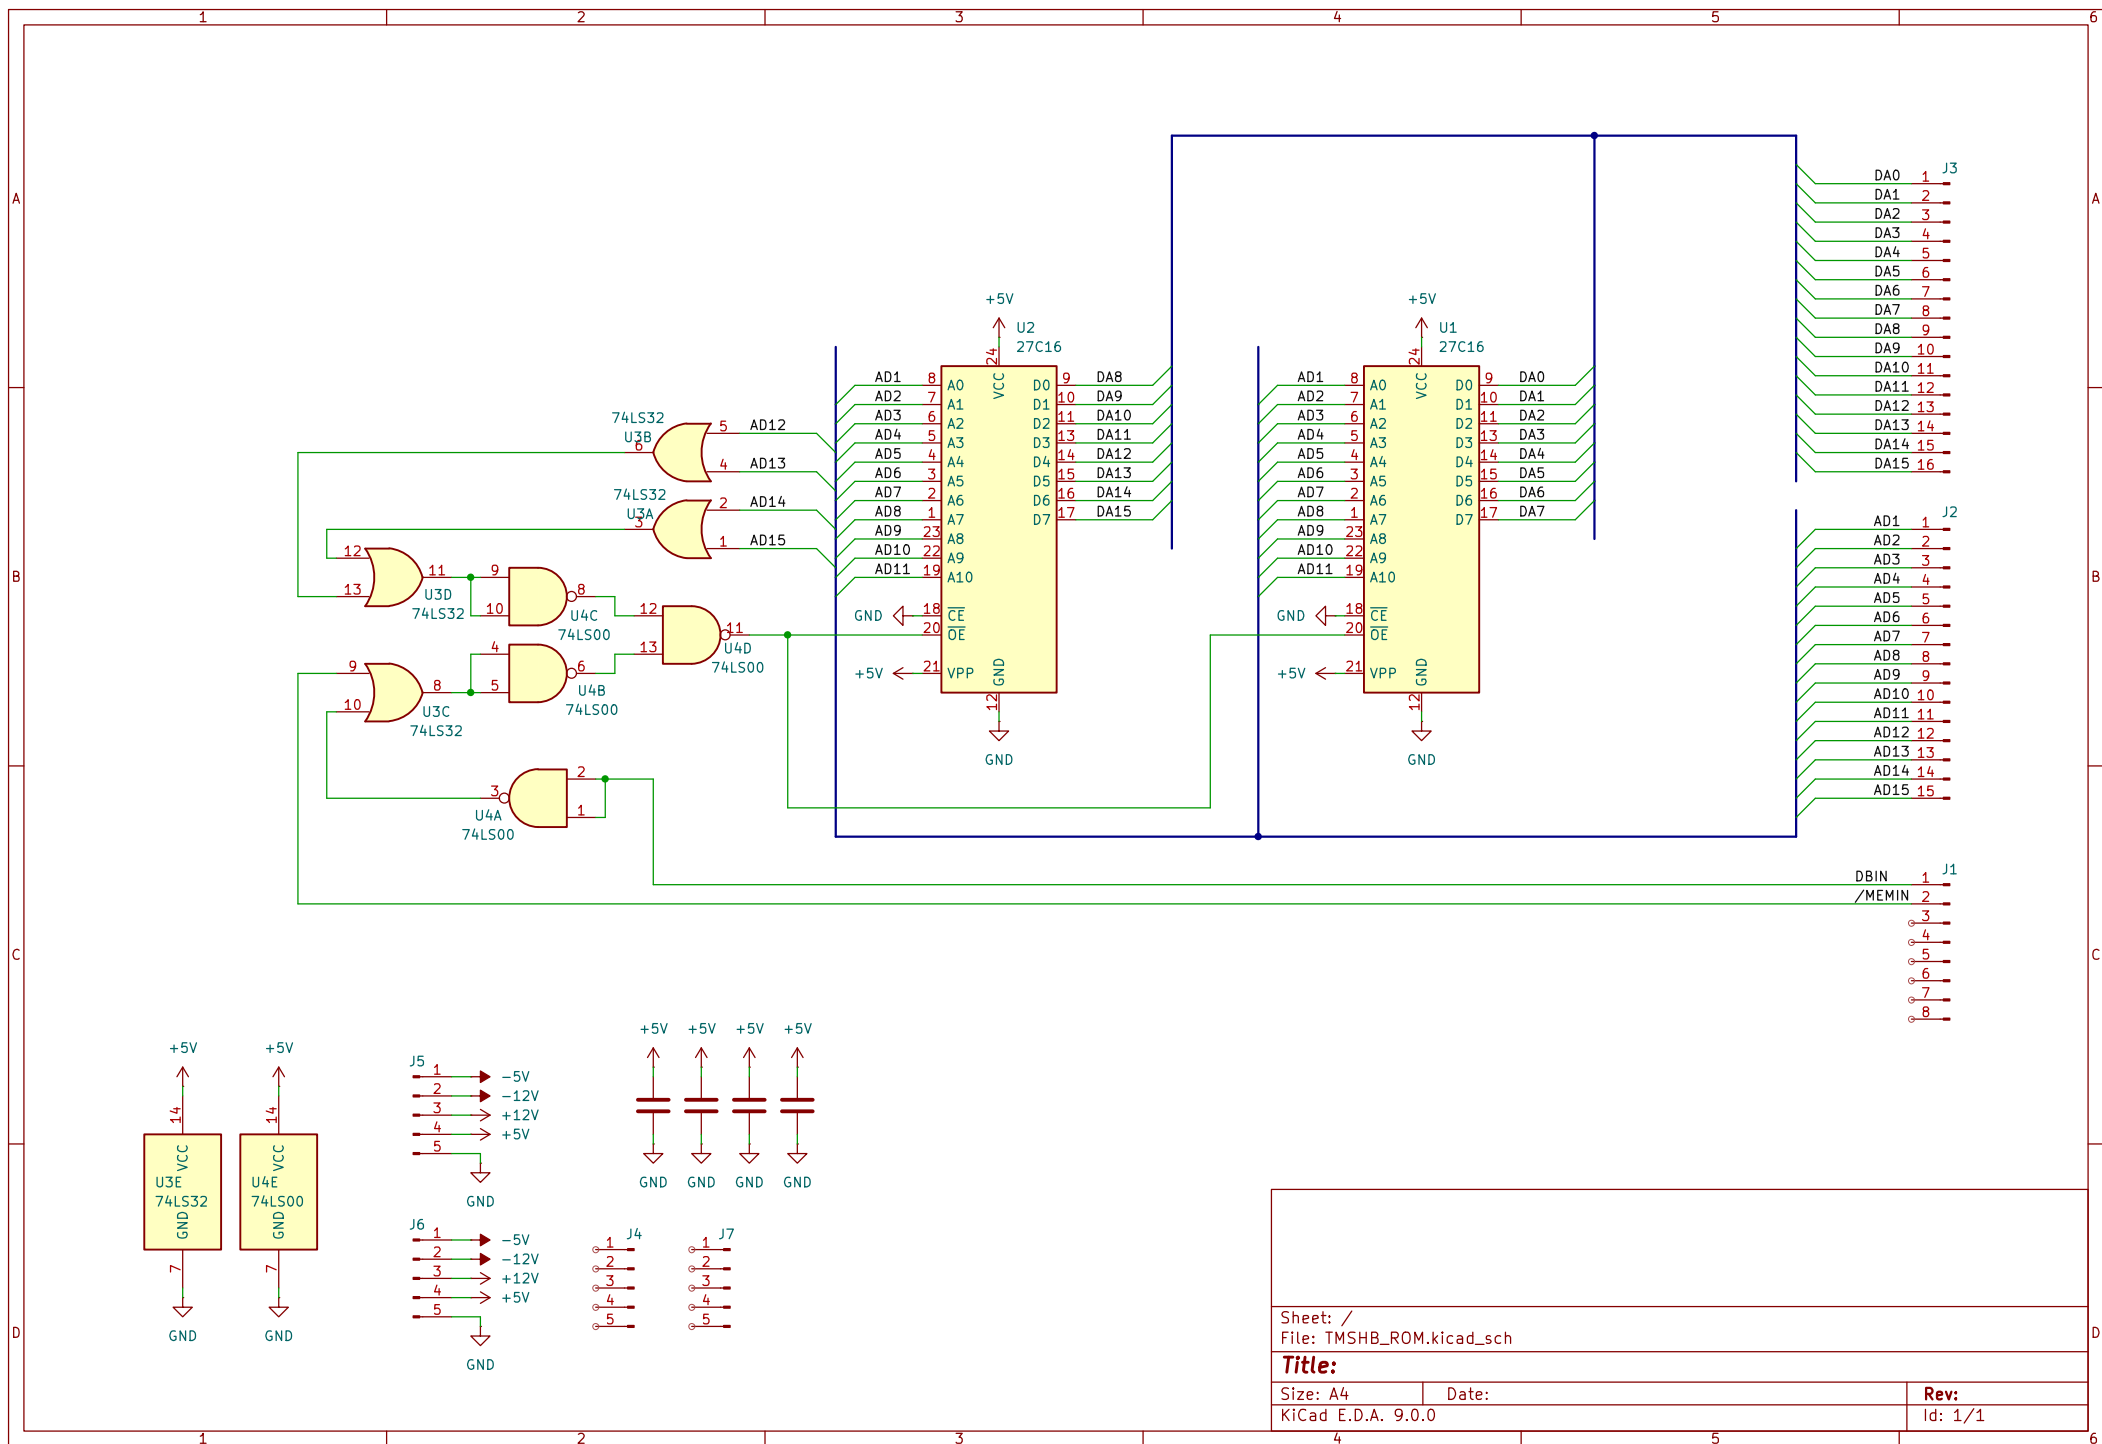 1 2 3 4 5 6
A A
B B
C C
D D
1 2 3 4 5 6
J3
DA0 1
DA1 2
DA2 3
DA3 4
DA4 5
DA5 6
DA6 7
DA7 8
DA8 9
DA9 10
DA10 11
DA11 12
DA12 13
DA13 14
DA14 15
DA15 16
J2
AD1 1
AD2 2
AD3 3
AD4 4
AD5 5
AD6 6
AD7 7
AD8 8
AD9 9
AD10 10
AD11 11
AD12 12
AD13 13
AD14 14
AD15 15
J1
DBIN 1
/MEMIN 2
3
4
5
6
7
8
+5V
U2
27C16
24
VCC
AD1 8 A0 D0 9 DA8
AD2 7 A1 D1 10 DA9
AD3 6 A2 D2 11 DA10
AD4 5 A3 D3 13 DA11
AD5 4 A4 D4 14 DA12
AD6 3 A5 D5 15 DA13
AD7 2 A6 D6 16 DA14
AD8 1 A7 D7 17 DA15
AD9 23 A8
AD10 22 A9
AD11 19 A10
GND 18 CE
20 OE
+5V 21 VPP
GND
12
GND
+5V
U1
27C16
24
VCC
AD1 8 A0 D0 9 DA0
AD2 7 A1 D1 10 DA1
AD3 6 A2 D2 11 DA2
AD4 5 A3 D3 13 DA3
AD5 4 A4 D4 14 DA4
AD6 3 A5 D5 15 DA5
AD7 2 A6 D6 16 DA6
AD8 1 A7 D7 17 DA7
AD9 23 A8
AD10 22 A9
AD11 19 A10
GND 18 CE
20 OE
+5V 21 VPP
GND
12
GND
74LS32
U3B
6
5 AD12
4 AD13
74LS32
U3A
3
2 AD14
1 AD15
12
13
11
U3D
74LS32
9
10
8
U4C
74LS00
12
13
11
U4D
74LS00
4
5
6
U4B
74LS00
9
10
8
U3C
74LS32
2
1
3
U4A
74LS00
+5V
14
VCC
U3E
74LS32
GND
7
GND
+5V
14
VCC
U4E
74LS00
GND
7
GND
J5
1 -5V
2 -12V
3 +12V
4 +5V
5
GND
J6
1 -5V
2 -12V
3 +12V
4 +5V
5
GND
+5V +5V +5V +5V
GND GND GND GND
J4
1
2
3
4
5
J7
1
2
3
4
5
Sheet: /
File: TMSHB_ROM.kicad_sch
Title:
Size: A4 Date: Rev:
KiCad E.D.A. 9.0.0 Id: 1/1